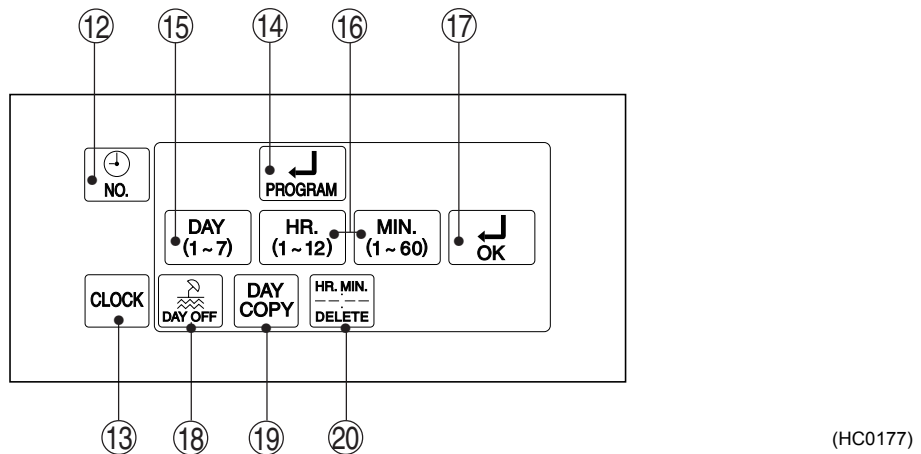 ⑫ ⑮ ⑭ ⑯ ⑰
NO.
PROGRAM
DAY
(1 ~ 7)
HR.
(1 ~ 12)
MIN.
(1 ~ 60)
OK
CLOCK
DAY OFF
DAY
COPY
HR. MIN.
--:--
DELETE
⑬ ⑱ ⑲ ⑳
(HC0177)